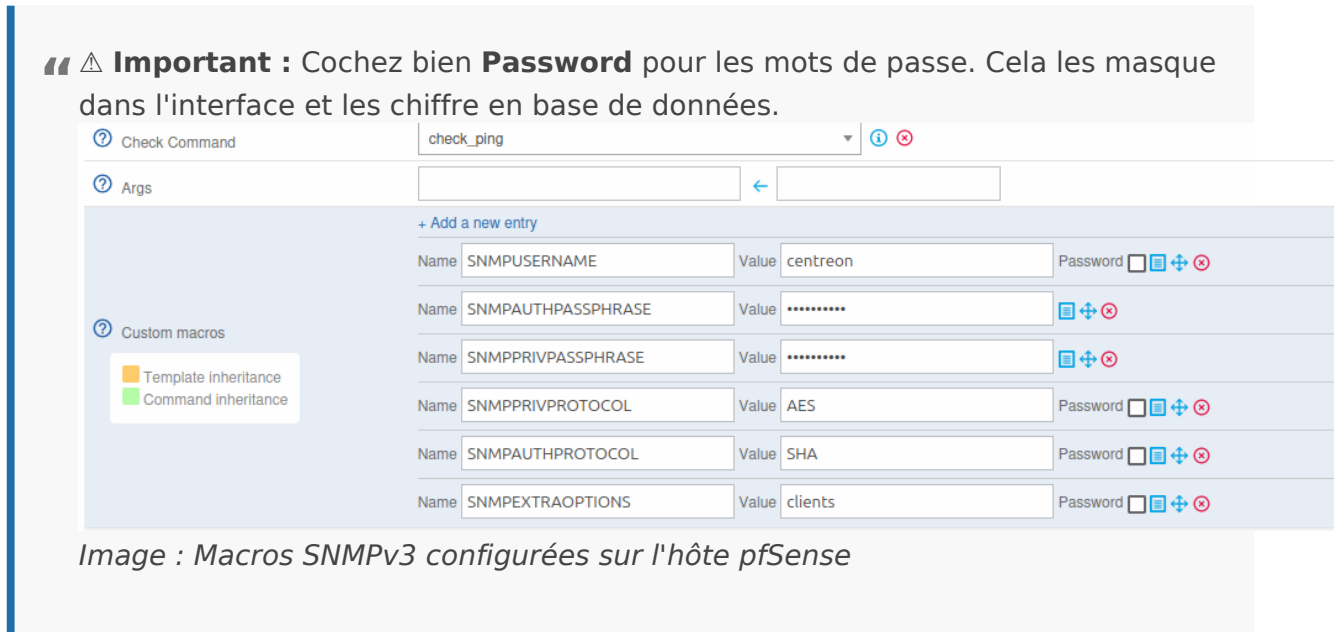 “ ⚠ Important : Cochez bien Password pour les mots de passe. Cela les masque
dans l'interface et les chiffre en base de données.
Check Command check_ping
Args
+ Add a new entry
Name SNMPUSERNAME Value centreon Password
Name SNMPAUTHPASSPHRASE Value ••••••••••
Custom macros
Name SNMPPRIVPASSPHRASE Value ••••••••••
Template inheritance
Command inheritance
Name SNMPPRIVPROTOCOL Value AES Password
Name SNMPAUTHPROTOCOL Value SHA Password
Name SNMPEXTRAOPTIONS Value clients Password
Image : Macros SNMPv3 configurées sur l'hôte pfSense